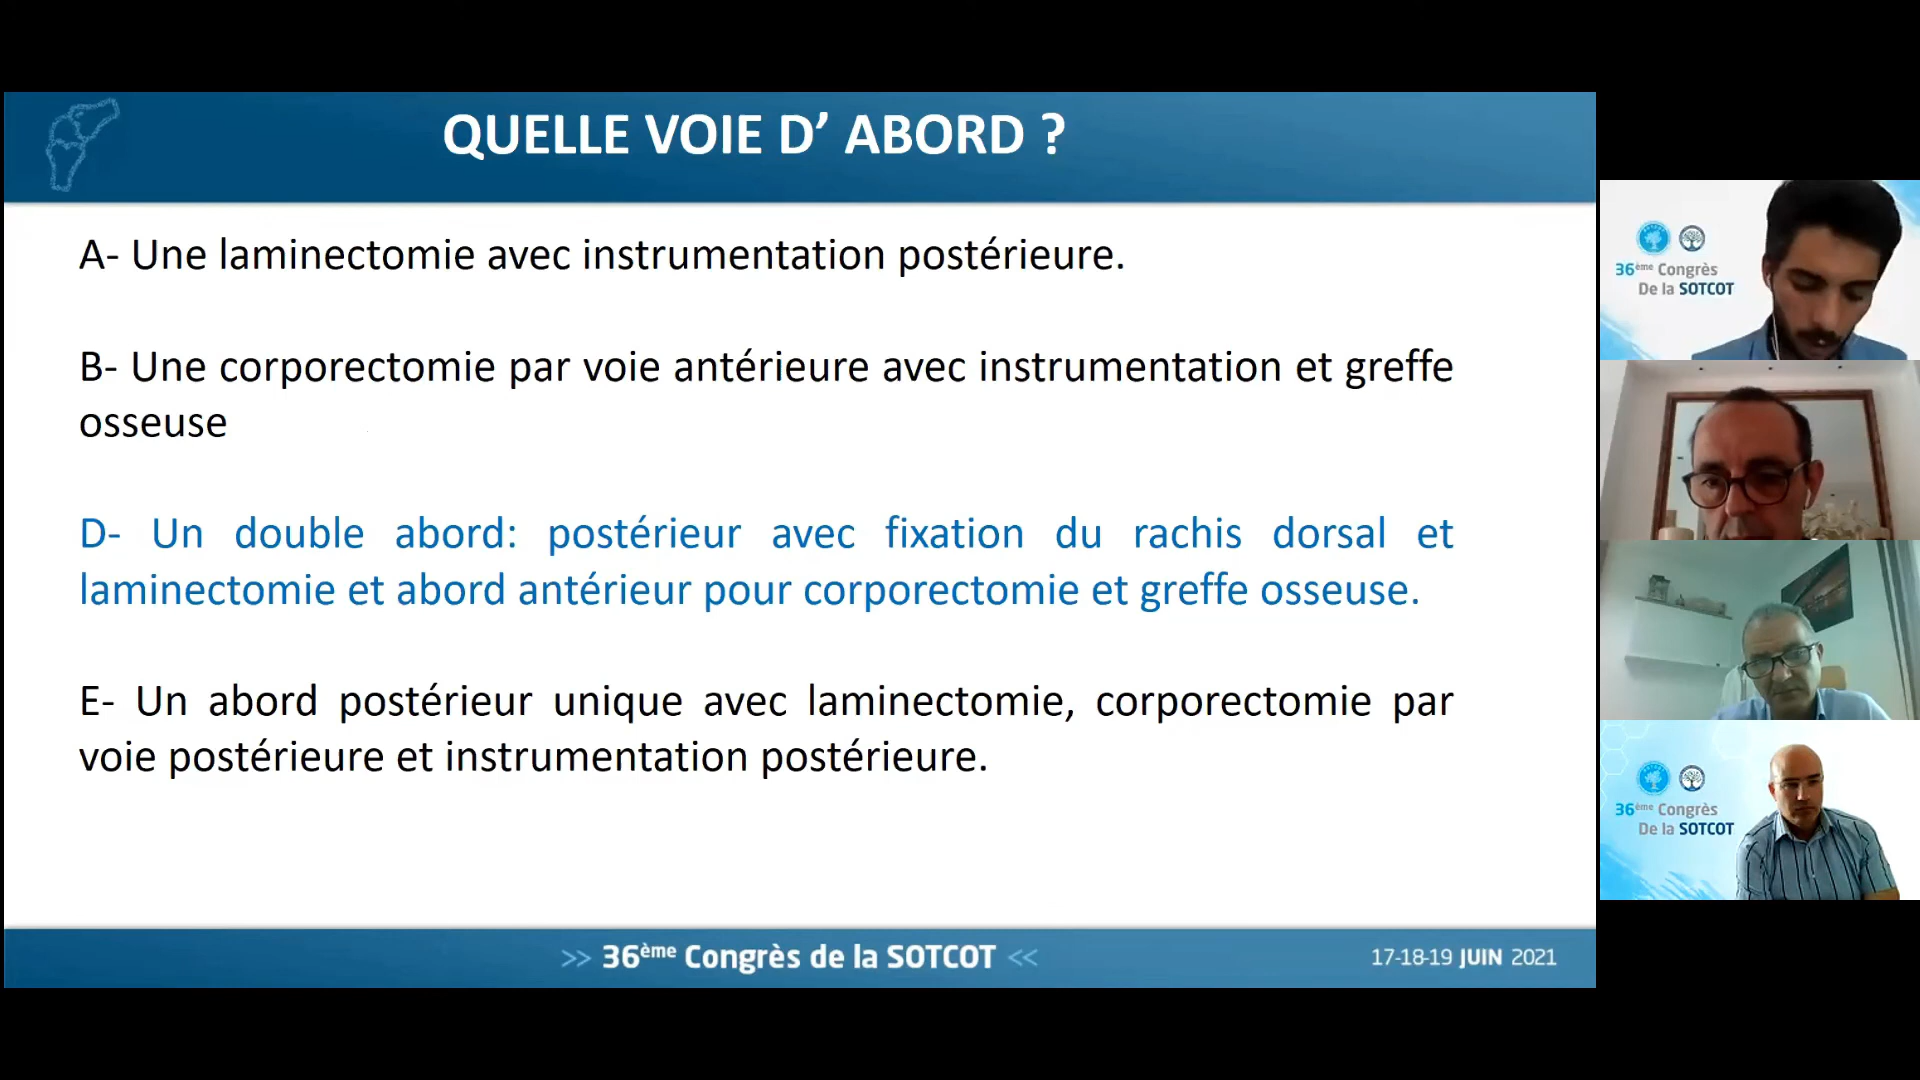 QUELLE VOIE D’ ABORD ?
A- Une laminectomie avec instrumentation postérieure.
B- Une corporectomie par voie antérieure avec instrumentation et greffe
osseuse
D- Un double abord: postérieur avec fixation du rachis dorsal et
laminectomie et abord antérieur pour corporectomie et greffe osseuse.
E- Un abord postérieur unique avec laminectomie, corporectomie par
voie postérieure et instrumentation postérieure.
>> 36ème Congrès de la SOTCOT <<
17-18-19 JUIN 2021
36ème Congrès
De la SOTCOT
36ème Congrès
De la SOTCOT